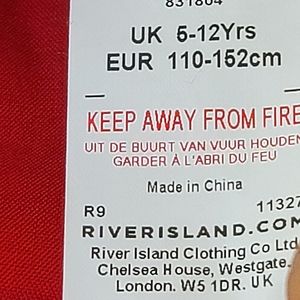 831804
UK 5-12Yrs
EUR 110-152cm
KEEP AWAY FROM FIRE
UIT DE BUURT VAN VUUR HOUDEN
GARDER À L'ABRI DU FEU
Made in China
R9 11327
RIVERISLAND.COM
River Island Clothing Co Ltd
Chelsea House, Westgate,
London. W5 1DR. UK